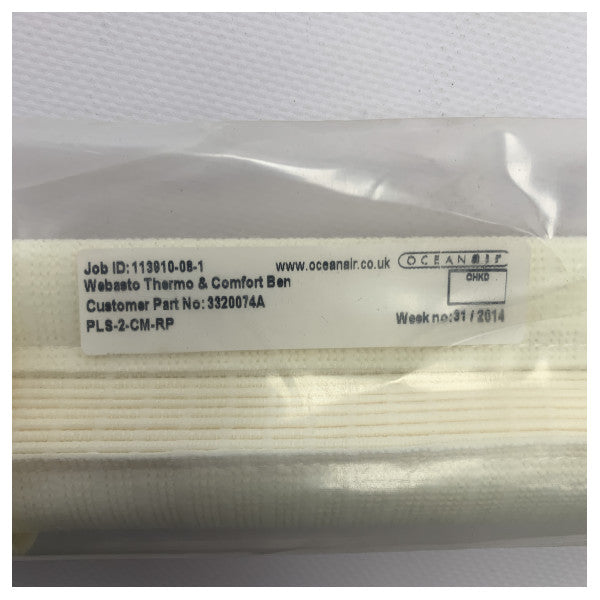 Job ID: 113910-08-1
www.oceanair.co.uk
OCEANAIR
Webasto Thermo & Comfort Ben
CHKD
Customer Part No: 3320074A
PLS-2-CM-RP
Week no: 31 / 2014